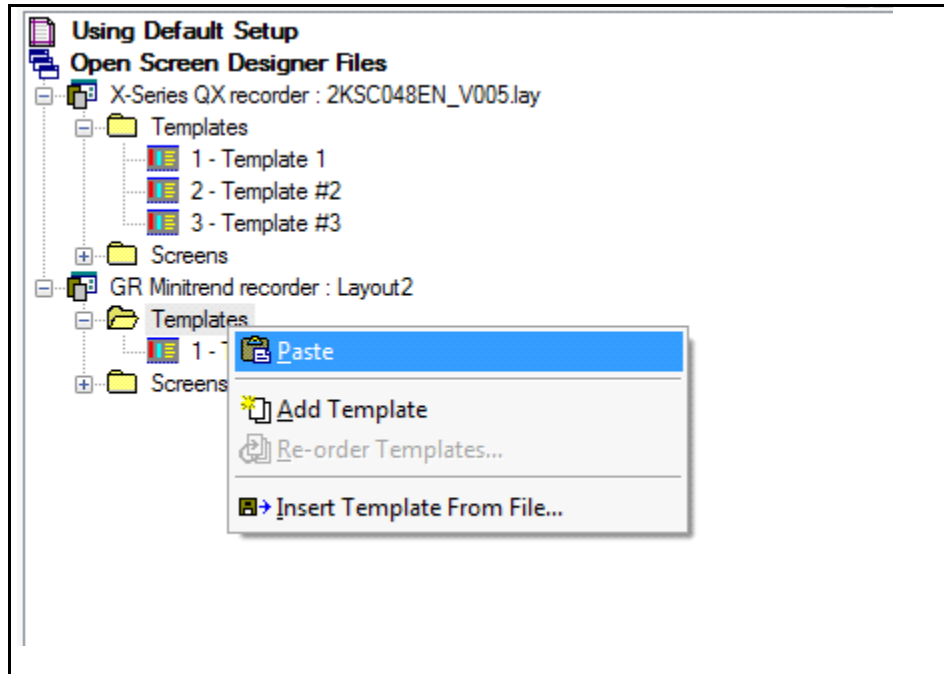 Using Default Setup
Open Screen Designer Files
X-Series QX recorder : 2KSC048EN_V005.lay
Templates
1 - Template 1
2 - Template #2
3 - Template #3
Screens
GR Minitrend recorder : Layout2
Templates
1 -
Paste
Screens
Add Template
Re-order Templates...
Insert Template From File...